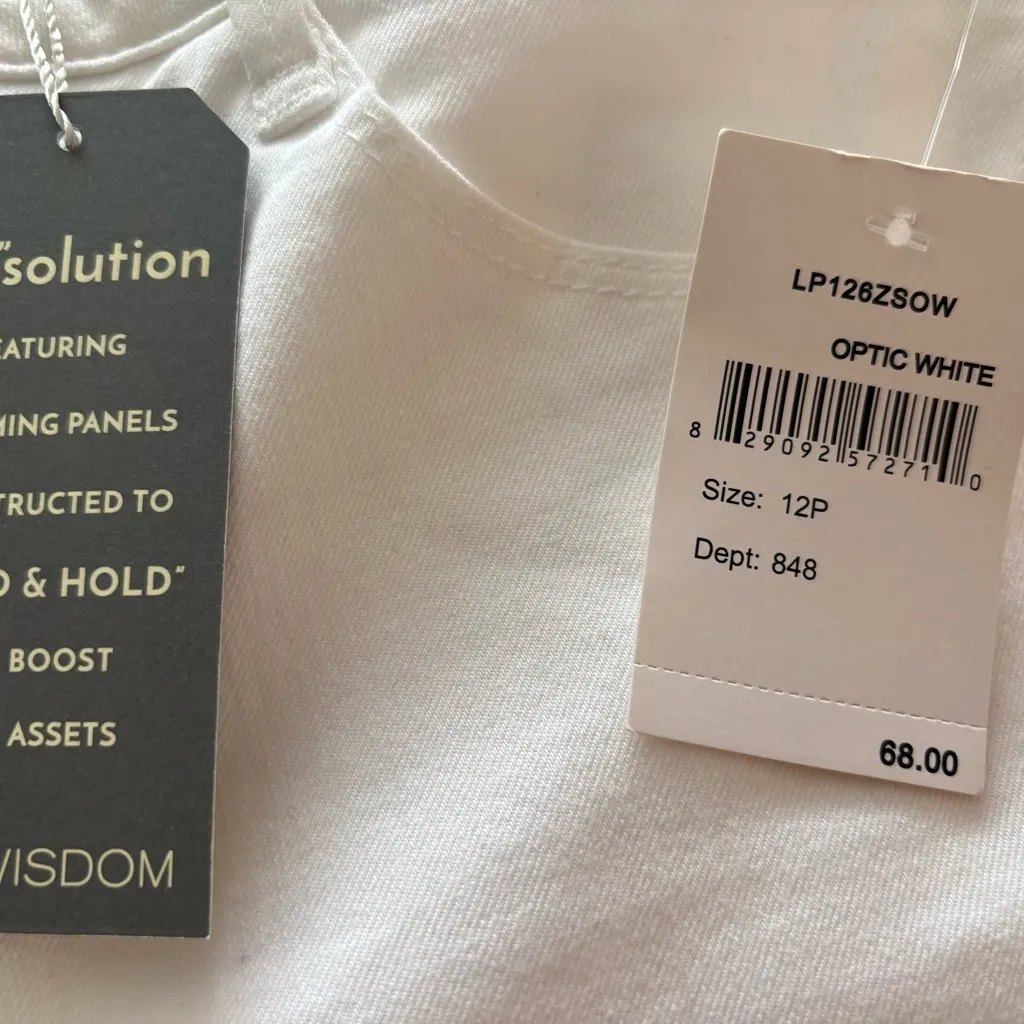 "solution
EATURING
MING PANELS
TRUCTED TO
D & HOLD"
BOOST
ASSETS
WISDOM
LP126ZSOW
OPTIC WHITE
8 29092 57271 0
Size: 12P
Dept: 848
68.00